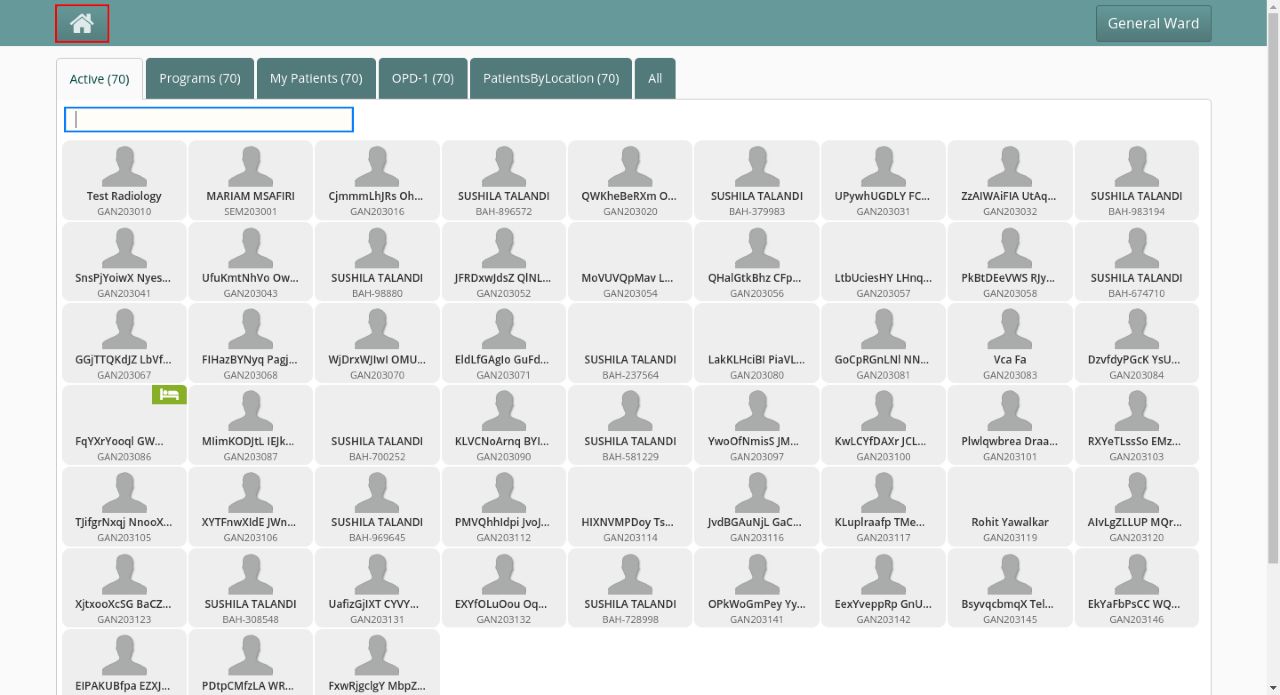 General Ward
Active (70)
Programs (70)
My Patients (70)
OPD-1 (70)
PatientsByLocation (70)
All
Test Radiology
GAN203010
MARIAM MSAFIRI
SEM203001
CjmmmLhJRs Oh...
GAN203016
SUSHILA TALANDI
BAH-896572
QWKheBeRXm O...
GAN203020
SUSHILA TALANDI
BAH-379983
UPywhUGDLY FC...
GAN203031
ZzAIWAiFIA UtAq...
GAN203032
SUSHILA TALANDI
BAH-983194
SnsPjYoiwX Nyes...
GAN203041
UfuKmtNhVo Ow...
GAN203043
SUSHILA TALANDI
BAH-98880
JFRDxwJdsZ QlNL...
GAN203052
MoVUVQpMav L...
GAN203054
QHalGtkBhz CFp...
GAN203056
LtbUciesHY LHnq...
GAN203057
PkBtDEeVWS RJy...
GAN203058
SUSHILA TALANDI
BAH-674710
GGjTTQKdJZ LbVf...
GAN203067
FIHazBYNyq Pagj...
GAN203068
WjDrxWJIwI OMU...
GAN203070
EldLfGAgIo GuFd...
GAN203071
SUSHILA TALANDI
BAH-237564
LakKLHciBI PiaVL...
GAN203080
GoCpRGnLNl NN...
GAN203081
Vca Fa
GAN203083
DzvfdyPGcK YsU...
GAN203084
FqYXrYooql GW...
GAN203086
MIimKODJtL IEJk...
GAN203087
SUSHILA TALANDI
BAH-700252
KLVCNoArnq BYI...
GAN203090
SUSHILA TALANDI
BAH-581229
YwoOfNmisS JM...
GAN203097
KwLCYfDAXr JCL...
GAN203100
Plwlqwbrea Draa...
GAN203101
RXYeTLssSo EMz...
GAN203103
TJifgrNxqj NnooX...
GAN203105
XYTFnwXIdE JWn...
GAN203106
SUSHILA TALANDI
BAH-969645
PMVQhhIdpi JvoJ...
GAN203112
HIXNVMPDoy Ts...
GAN203114
JvdBGAuNjL GaC...
GAN203116
KLuplraafp TMe...
GAN203117
Rohit Yawalkar
GAN203119
AIvLgZLLUP MQr...
GAN203120
XjtxooXcSG BaCZ...
GAN203123
SUSHILA TALANDI
BAH-308548
UafizGjIXT CYVY...
GAN203131
EXYfOLuOou Oq...
GAN203132
SUSHILA TALANDI
BAH-728998
OPkWoGmPey Yy...
GAN203141
EexYveppRp GnU...
GAN203142
BsyvqcbmqX Tel...
GAN203145
EkYaFbPsCC WQ...
GAN203146
EIPAKUBfpa EZXJ...
PDtpCMfzLA WR...
FxwRjgclgY MbpZ...